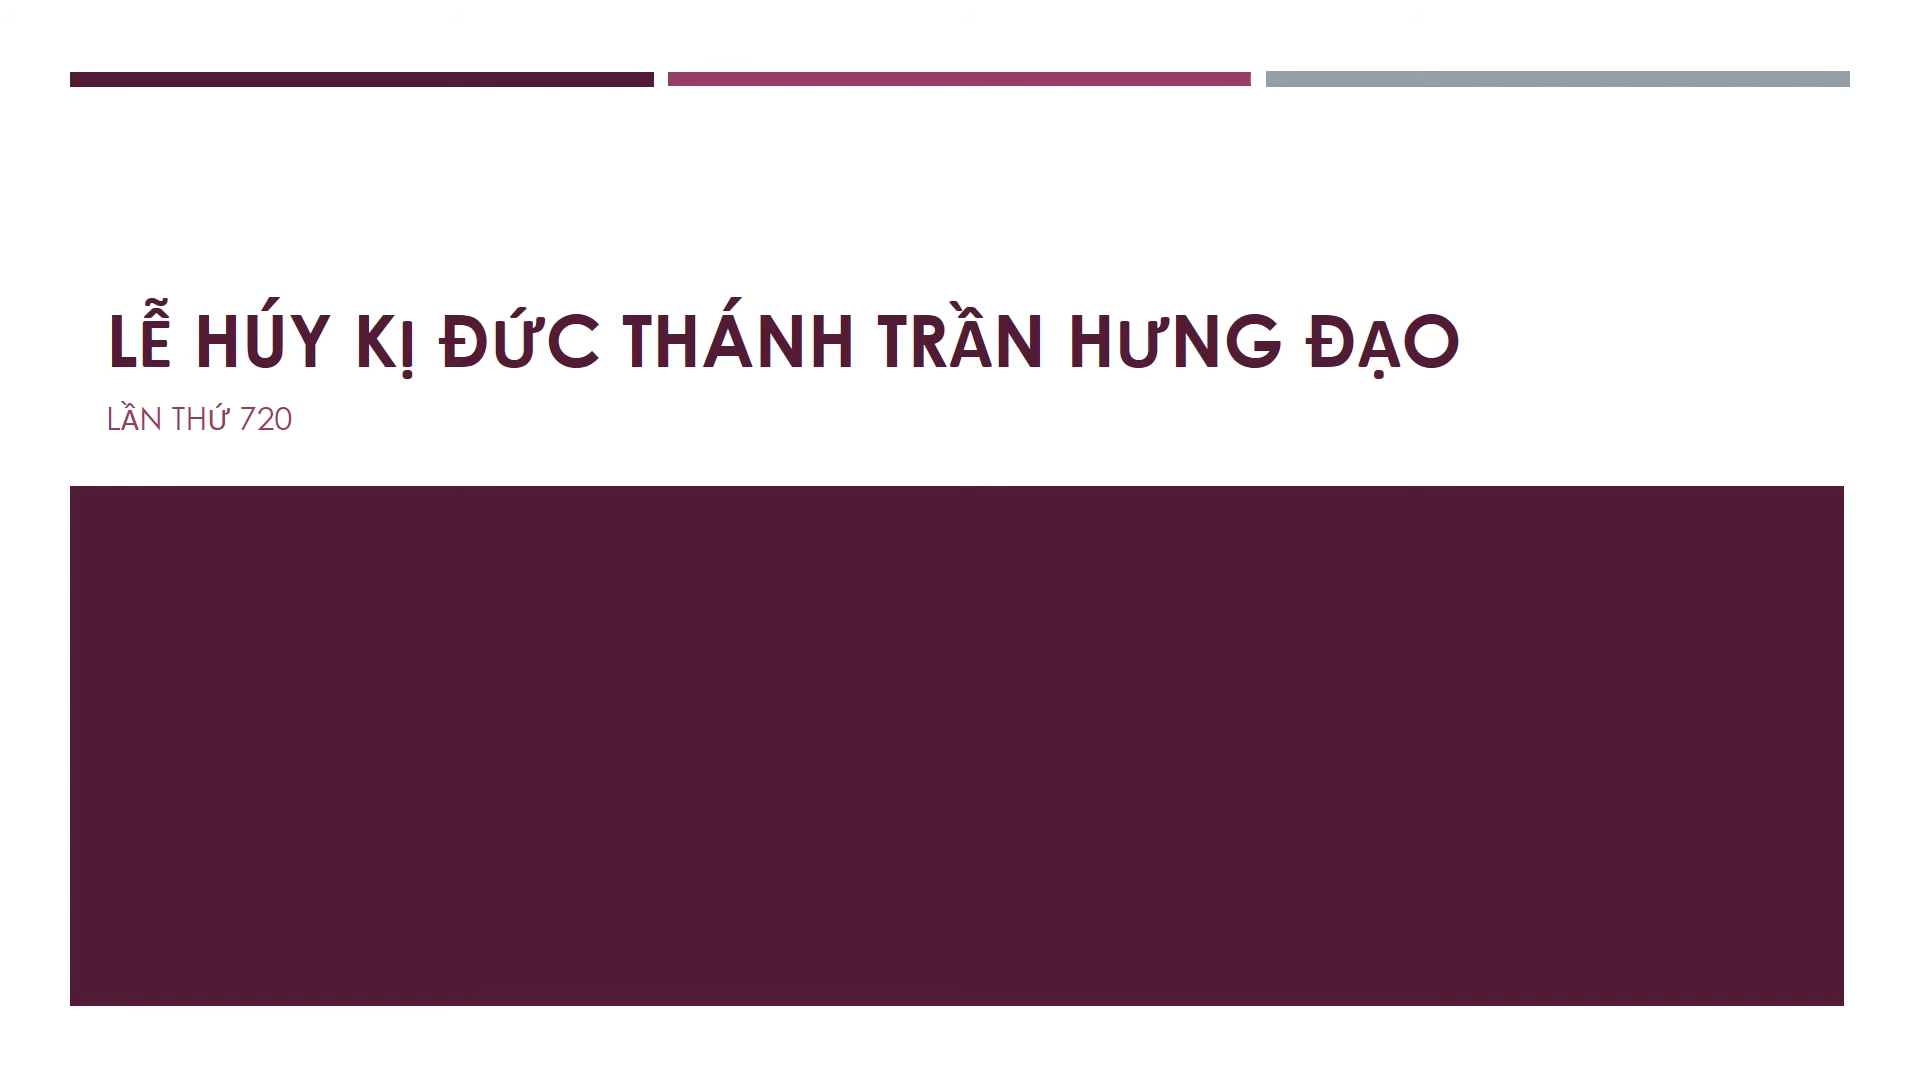 LỄ HÚY KỊ ĐỨC THÁNH TRẦN HƯNG ĐẠO
LẦN THỨ 720